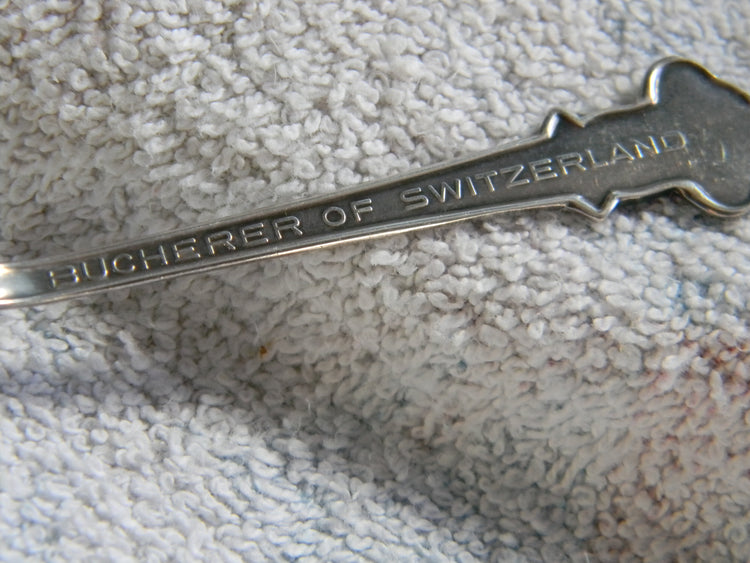 BUCHERER OF SWITZERLAND